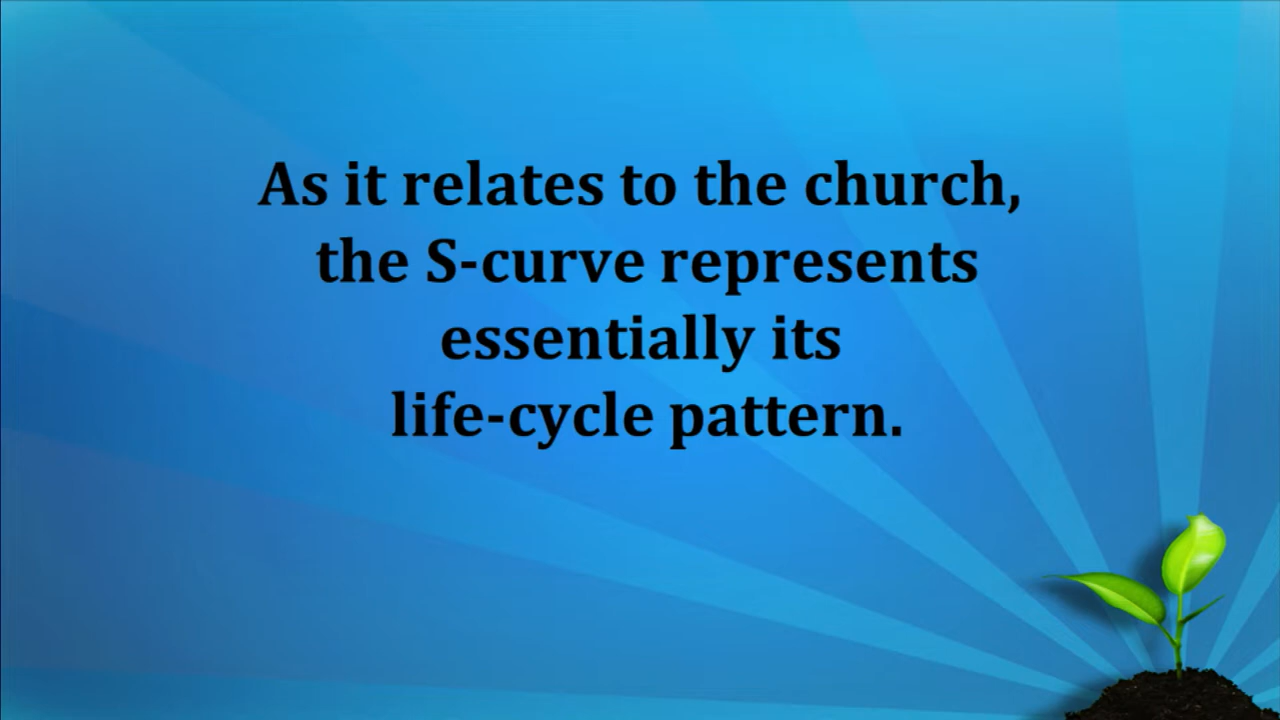 As it relates to the church,
the S-curve represents
essentially its
life-cycle pattern.